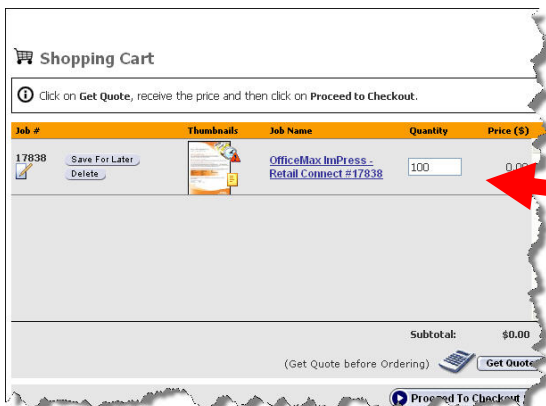 Shopping Cart
Click on Get Quote, receive the price and then click on Proceed to Checkout.
Job # Thumbnails Job Name Quantity Price ($)
17838 Save For Later OfficeMax ImPress - 100 0.00
Delete Retail Connect #17838
Subtotal: $0.00
(Get Quote before Ordering) Get Quote
Proceed To Checkout